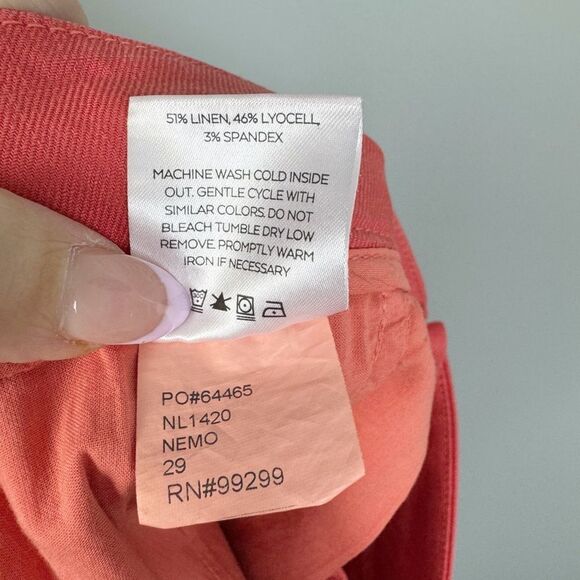 51% LINEN, 46% LYOCELL,
3% SPANDEX
MACHINE WASH COLD INSIDE
OUT. GENTLE CYCLE WITH
SIMILAR COLORS. DO NOT
BLEACH TUMBLE DRY LOW
REMOVE. PROMPTLY WARM
IRON IF NECESSARY
PO#64465
NL1420
NEMO
29
RN#99299